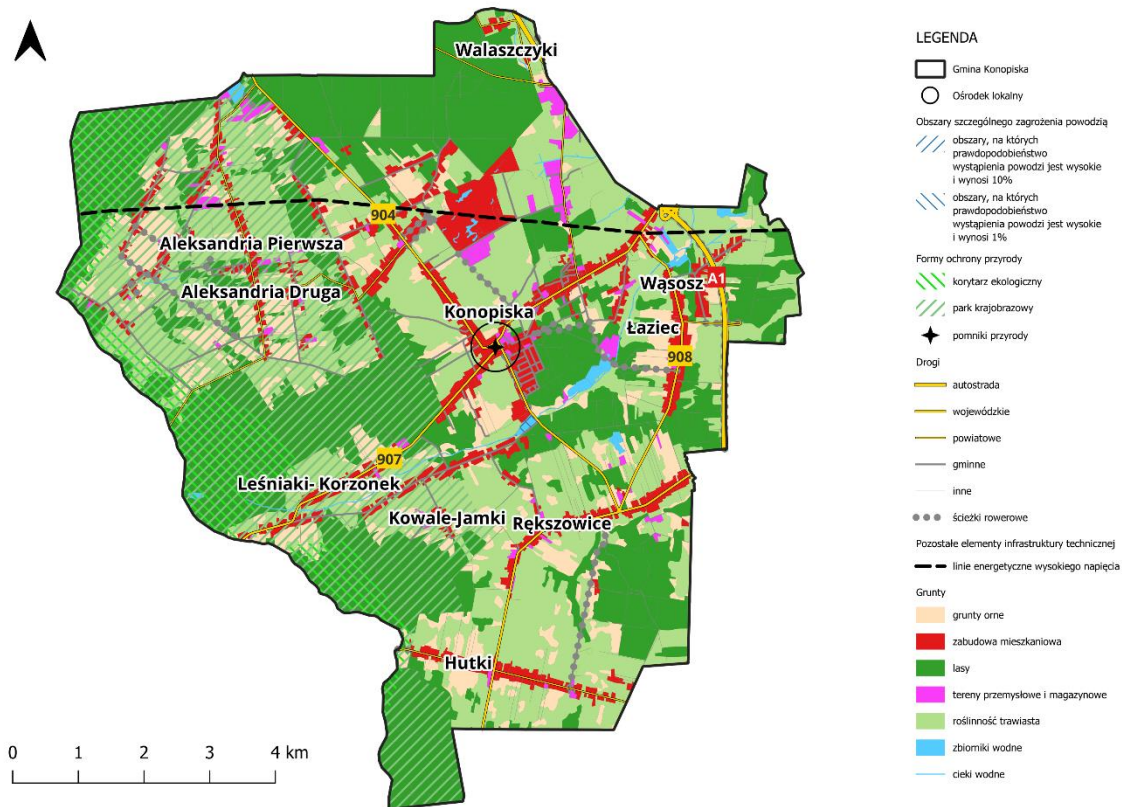 Walaszczyki
904
Aleksandria Pierwsza
Aleksandria Druga
Konopiska
Wąsosz
A1
Łaziec
908
907
Leśniaki- Korzonek
Kowale-Jamki
Rększowice
Hutki
0 1 2 3 4 km
LEGENDA
Gmina Konopiska
Ośrodek lokalny
Obszary szczególnego zagrożenia powodzią
obszary, na których
prawdopodobieństwo
wystąpienia powodzi jest wysokie
i wynosi 10%
obszary, na których
prawdopodobieństwo
wystąpienia powodzi jest wysokie
i wynosi 1%
Formy ochrony przyrody
korytarz ekologiczny
park krajobrazowy
pomniki przyrody
Drogi
autostrada
wojewódzkie
powiatowe
gminne
inne
ścieżki rowerowe
Pozostałe elementy infrastruktury technicznej
linie energetyczne wysokiego napięcia
Grunty
grunty orne
zabudowa mieszkaniowa
lasy
tereny przemysłowe i magazynowe
roślinność trawiasta
zbiorniki wodne
cieki wodne